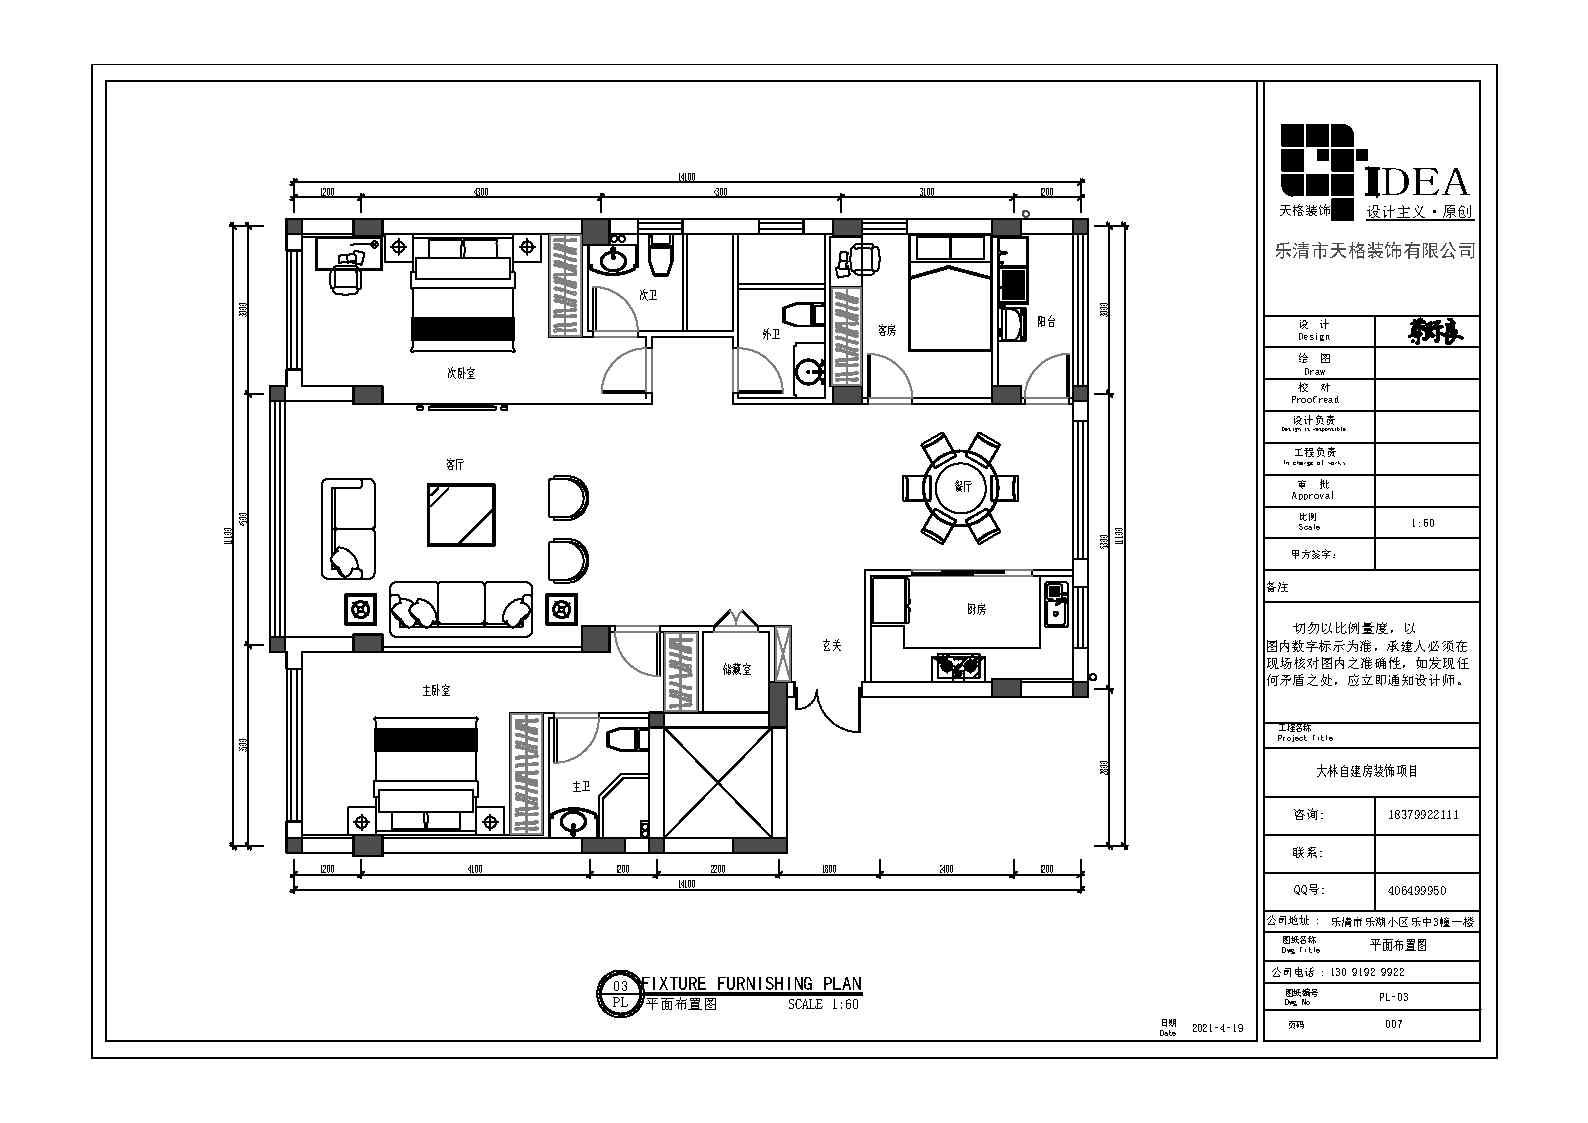 14100
1200 4300 4300 3100 1200
IDEA
天格装饰
设计主义·原创
乐清市天格装饰有限公司
次卫
外卫
客房
阳台
次卧室
客厅
餐厅
厨房
玄关
储藏室
主卧室
主卫
3000
4500
11100
3000
5300
11100
2800
1200 4100 1200 2200 1800 2400 1200
14100
03
PL
FIXTURE FURNISHING PLAN
平面布置图 SCALE 1:60
日期
Date
2021-4-19
设 计
Design
绘 图
Draw
校 对
Proofread
设计负责
Design is responsible
工程负责
In charge of works
审 批
Approval
比例
Scale
1:60
甲方签字:
备注
切勿以比例量度，以
图内数字标示为准，承建人必须在
现场核对图内之准确性，如发现任
何矛盾之处，应立即通知设计师。
工程名称
Project Title
大林自建房装饰项目
咨询: 18379922111
联系:
QQ号: 406499950
公司地址 : 乐清市乐湖小区乐中3幢一楼
图纸名称
Dwg Title
平面布置图
公司电话 : 130 9192 9922
图纸编号
Dwg No
PL-03
页码 007